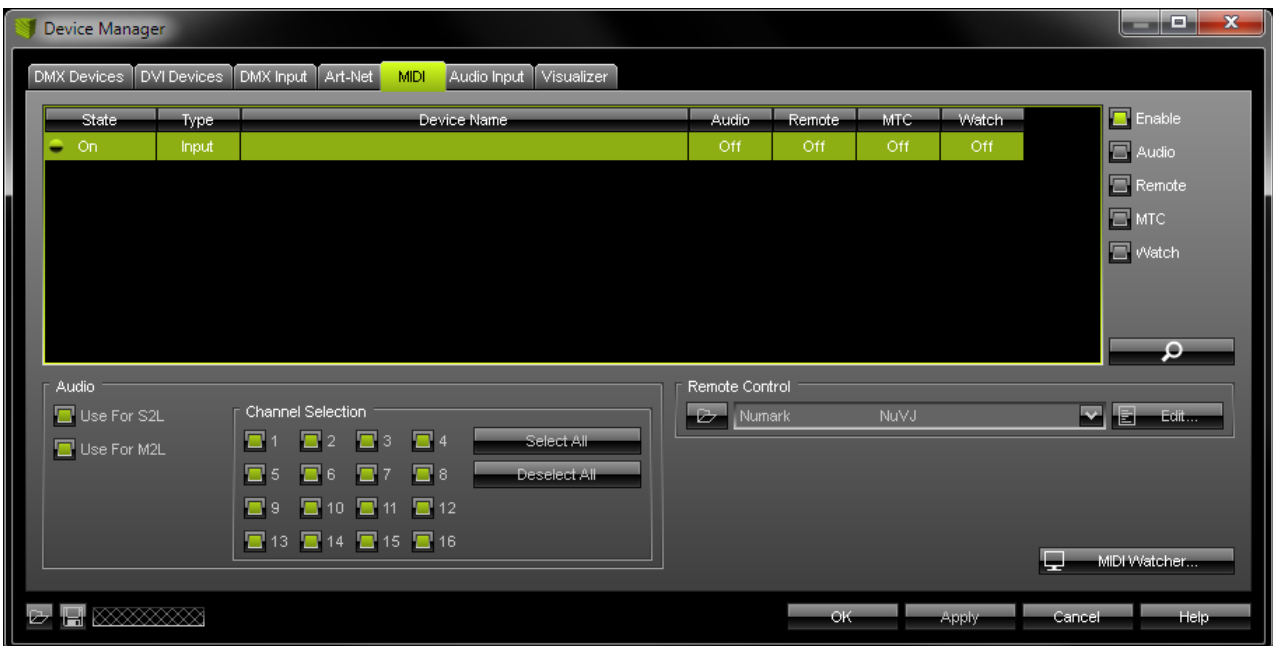 Device Manager
DMX Devices DVI Devices DMX Input Art-Net MIDI Audio Input Visualizer
State Type Device Name Audio Remote MTC Watch
On Input Off Off Off Off
Enable
Audio
Remote
MTC
Watch
Audio
Use For S2L
Use For M2L
Channel Selection
1 2 3 4 Select All
5 6 7 8 Deselect All
9 10 11 12
13 14 15 16
Remote Control
Numark NuVJ Edit...
MIDI Watcher...
OK Apply Cancel Help